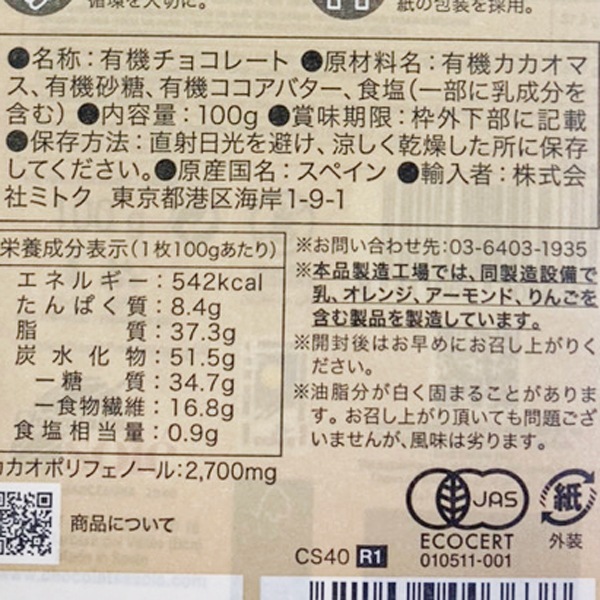 循環を大切に。
紙の包装を採用。
●名称：有機チョコレート ●原材料名：有機カカオマ
ス、有機砂糖、有機ココアバター、食塩（一部に乳成分を
含む）●内容量：100g ●賞味期限：枠外下部に記載
●保存方法：直射日光を避け、涼しく乾燥した所に保存
してください。●原産国名：スペイン ●輸入者：株式会
社ミトク 東京都港区海岸1-9-1
栄養成分表示（1枚100gあたり）
エネルギー：542kcal
たんぱく質：8.4g
脂質：37.3g
炭水化物：51.5g
－糖質：34.7g
－食物繊維：16.8g
食塩相当量：0.9g
カカオポリフェノール：2,700mg
商品について
※お問い合わせ先：03-6403-1935
※本品製造工場では、同製造設備で
乳、オレンジ、アーモンド、りんごを
含む製品を製造しています。
※開封後はお早めにお召し上がりく
ださい。
※油脂分が白く固まることがありま
す。お召し上がり頂いても問題ござ
いませんが、風味は劣ります。
JAS
ECOCERT
010511-001
紙
外装
CS40 R1